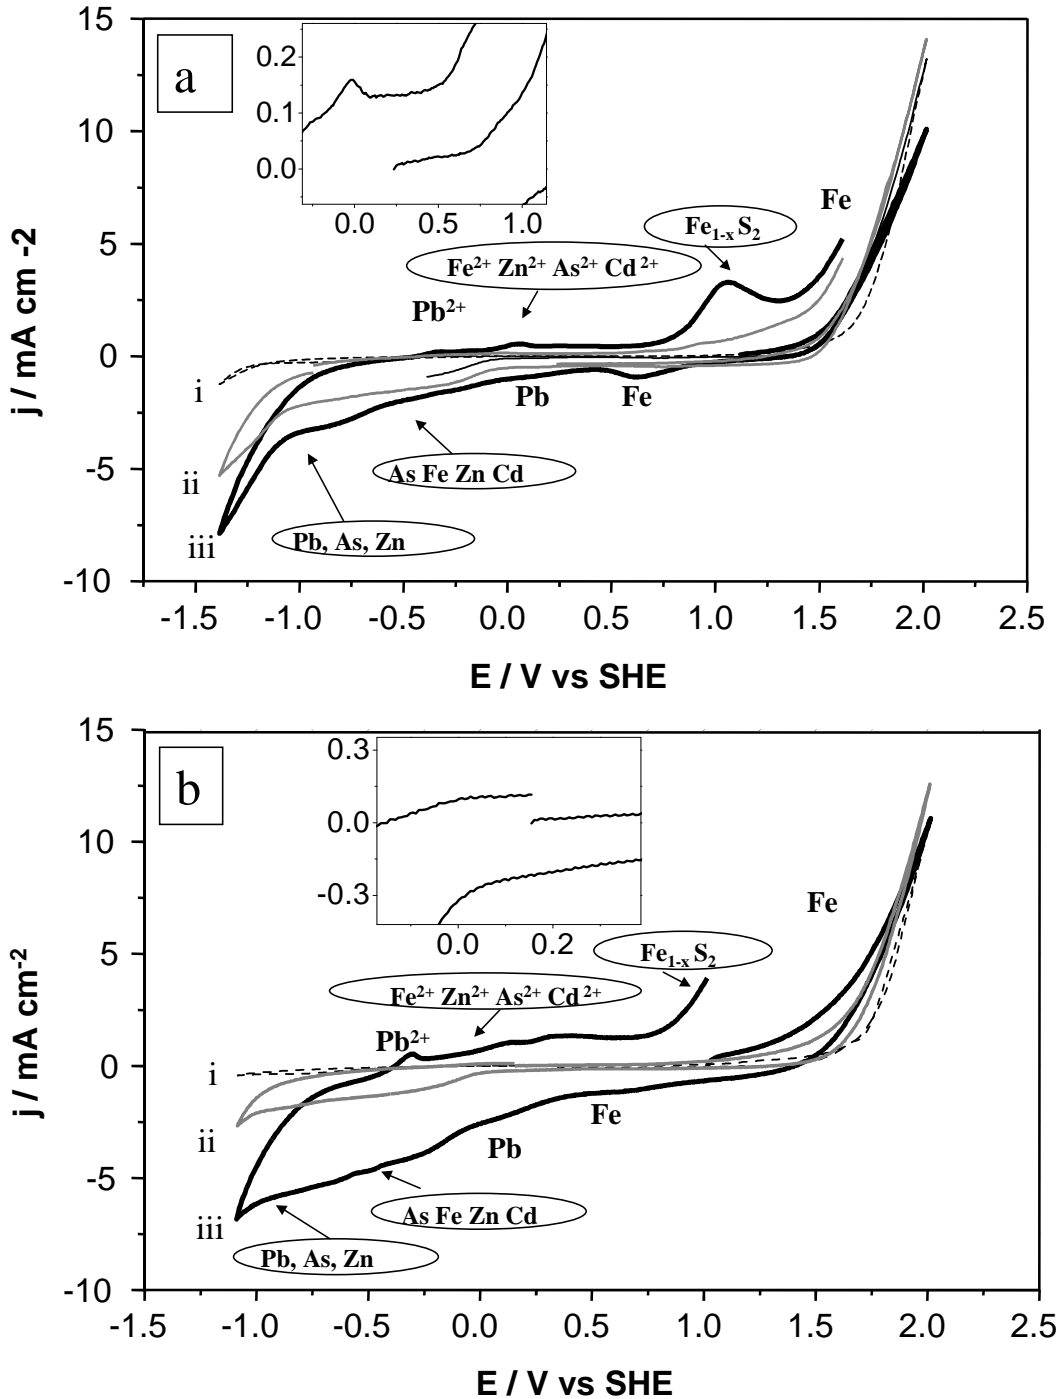 15
10
5
0
-5
-10
j / mA cm -2
a
0.2
0.1
0.0
0.0 0.5 1.0
Fe1-x S2
Fe
Fe2+ Zn2+ As2+ Cd 2+
Pb2+
i
Pb
Fe
As Fe Zn Cd
ii
Pb, As, Zn
iii
-1.5 -1.0 -0.5 0.0 0.5 1.0 1.5 2.0 2.5
E / V vs SHE
15
10
5
0
-5
-10
j / mA cm-2
b
0.3
0.0
-0.3
0.0 0.2
Fe
Fe1-x S2
Fe2+ Zn2+ As2+ Cd 2+
Pb2+
i
Fe
ii
Pb
As Fe Zn Cd
iii
Pb, As, Zn
-1.5 -1.0 -0.5 0.0 0.5 1.0 1.5 2.0 2.5
E / V vs SHE